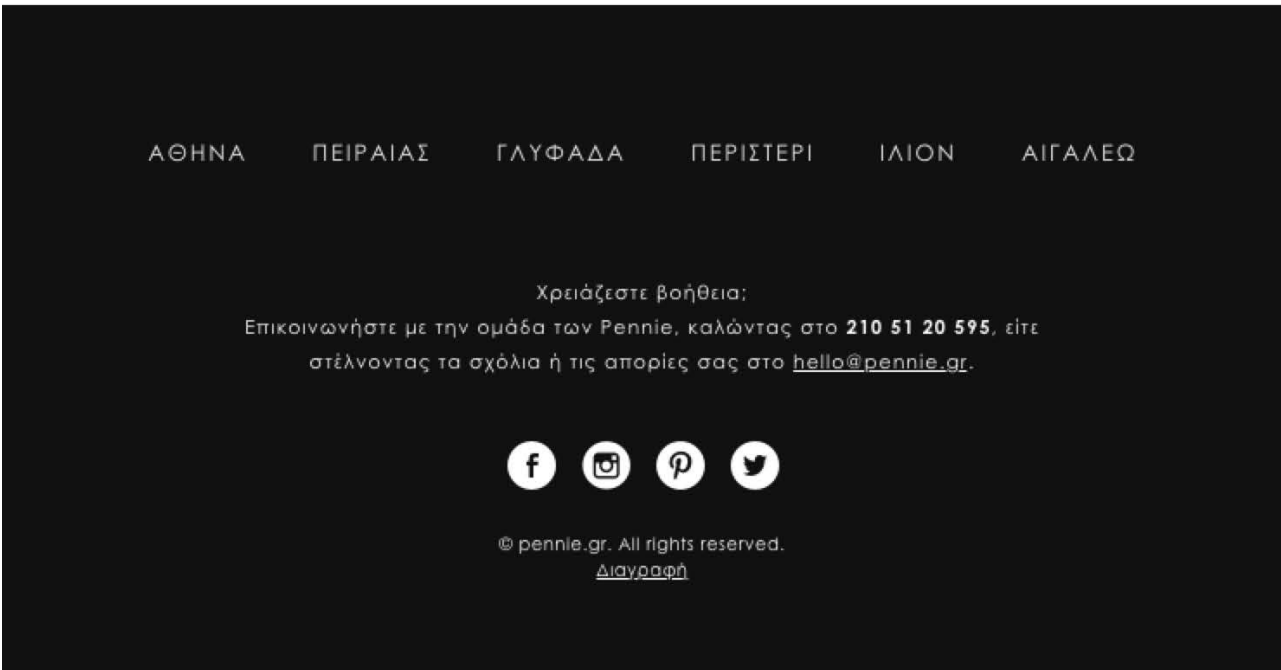 ΑΘΗΝΑ ΠΕΙΡΑΙΑΣ ΓΛΥΦΑΔΑ ΠΕΡΙΣΤΕΡΙ ΙΛΙΟΝ ΑΙΓΑΛΕΩ
Χρειάζεστε βοήθεια;
Επικοινωνήστε με την ομάδα των Pennie, καλώντας στο 210 51 20 595, είτε
στέλνοντας τα σχόλια ή τις απορίες σας στο hello@pennie.gr.
© pennie.gr. All rights reserved.
Διαγραφή